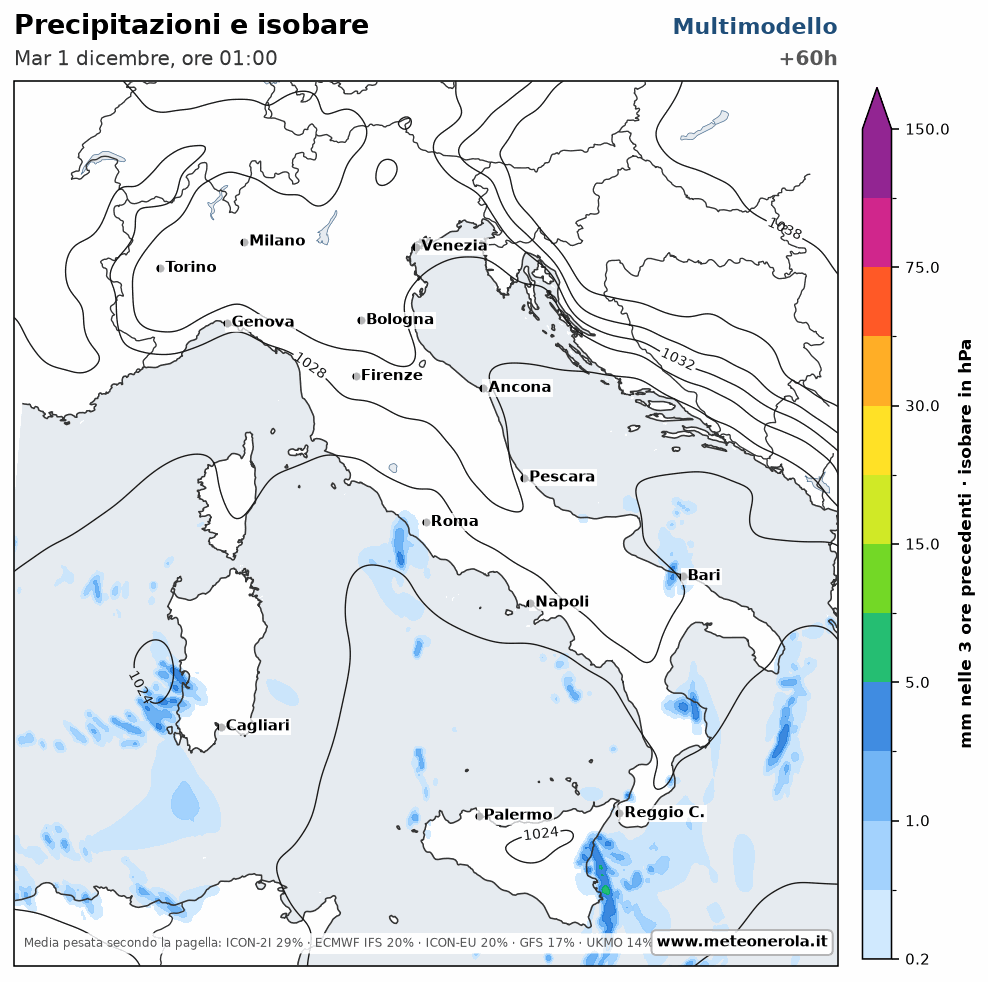 Precipitazioni e isobare
Multimodello
Mar 1 dicembre, ore 01:00
+60h
150.0
75.0
30.0
15.0
5.0
1.0
0.2
mm nelle 3 ore precedenti · isobare in hPa
1038
Milano
Venezia
Torino
Genova
Bologna
1032
1028
Firenze
Ancona
Pescara
Roma
Bari
Napoli
1024
Cagliari
Palermo
Reggio C.
1024
Media pesata secondo la pagella: ICON-2I 29% · ECMWF IFS 20% · ICON-EU 20% · GFS 17% · UKMO 14%
www.meteonerola.it